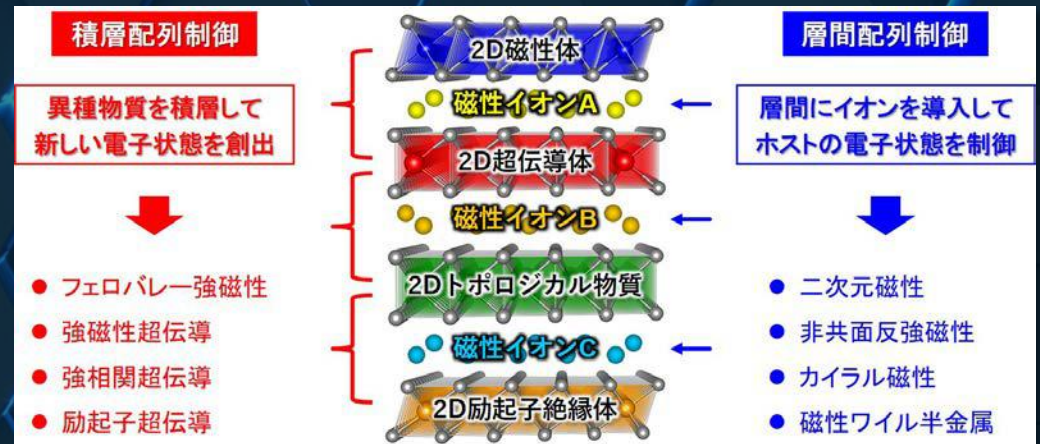 積層配列制御
異種物質を積層して
新しい電子状態を創出
● フェロバレー強磁性
● 強磁性超伝導
● 強相関超伝導
● 励起子超伝導
2D磁性体
磁性イオンA
2D超伝導体
磁性イオンB
2Dトポロジカル物質
磁性イオンC
2D励起子絶縁体
層間配列制御
層間にイオンを導入して
ホストの電子状態を制御
● 二次元磁性
● 非共面反強磁性
● カイラル磁性
● 磁性ワイル半金属